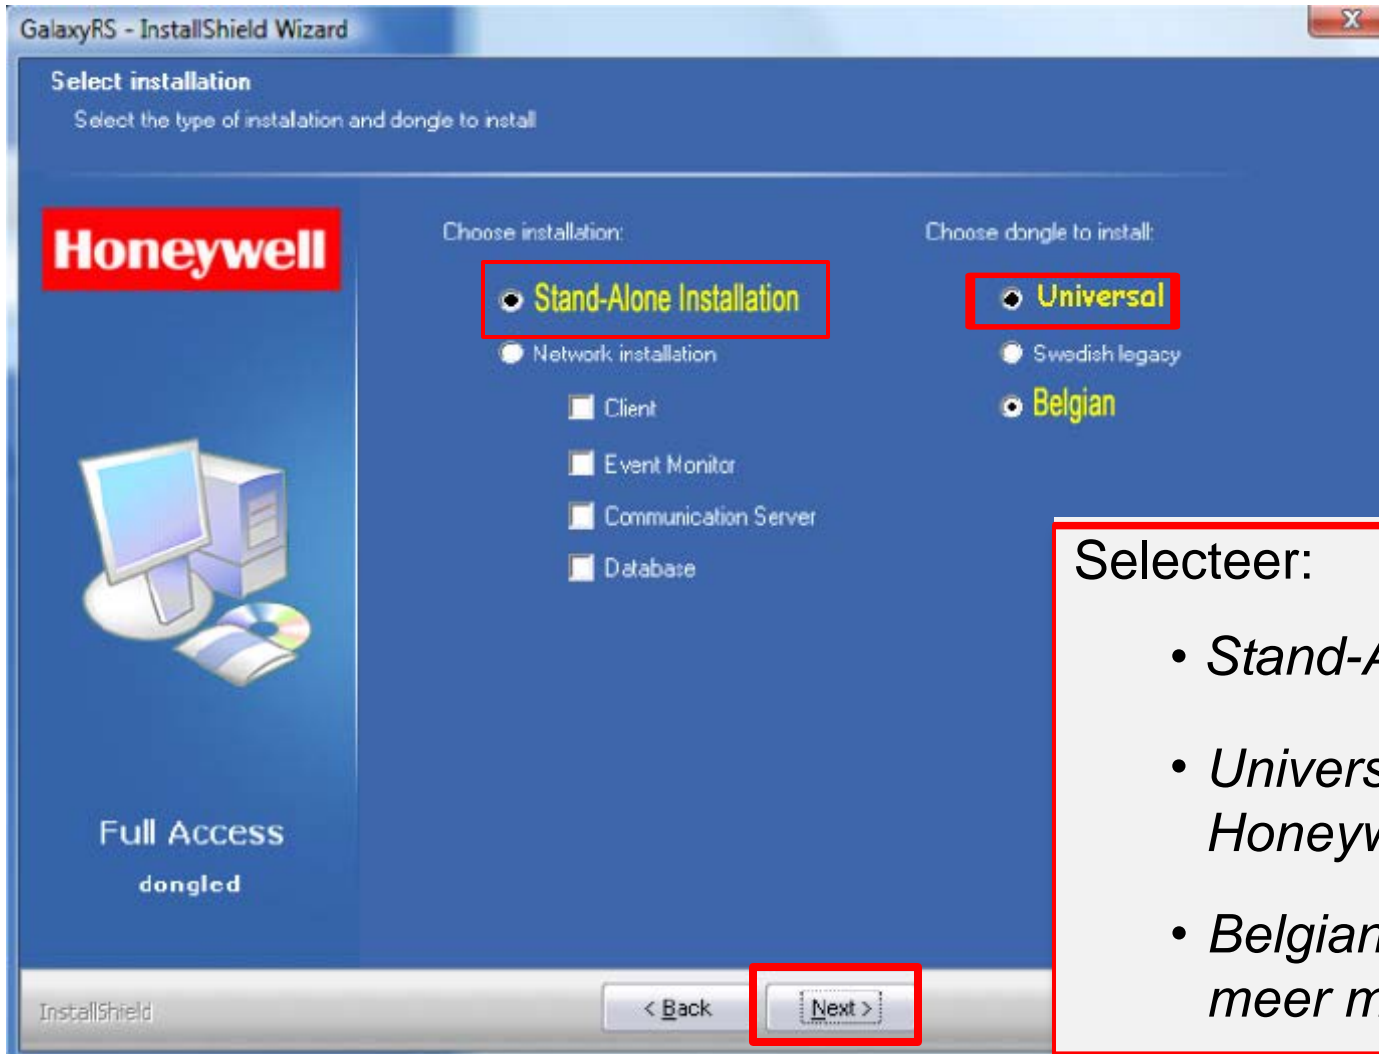 GalaxyRS - InstallShield Wizard
Select installation
Select the type of instalation and dongle to install
Honeywell
Choose installation:
Stand-Alone Installation
Network installation
Client
Event Monitor
Communication Server
Database
Choose dongle to install:
Universal
Swedish legacy
Belgian
Selecteer:
• Stand-A
• Univers
Honeyw
• Belgian
meer m
Full Access
dongled
InstallShield
< Back
Next >